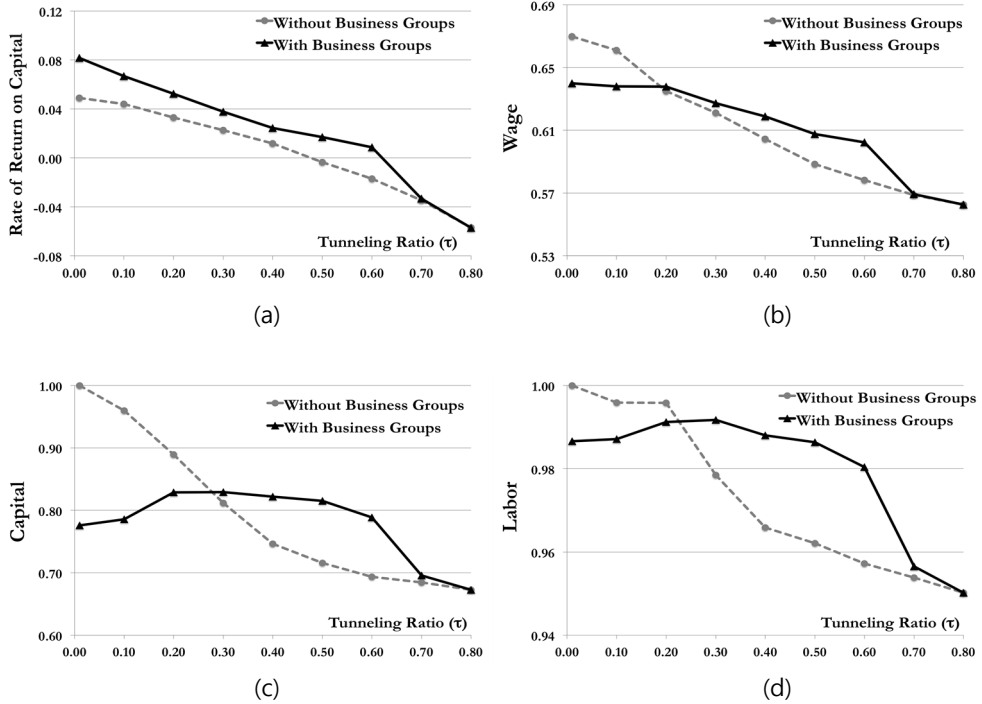 0.12
0.08
0.04
0.00
-0.04
-0.08
Rate of Return on Capital
Without Business Groups
With Business Groups
Tunneling Ratio (τ)
0.00 0.10 0.20 0.30 0.40 0.50 0.60 0.70 0.80
(a)
0.69
0.65
0.61
0.57
0.53
Wage
Without Business Groups
With Business Groups
Tunneling Ratio (τ)
0.00 0.10 0.20 0.30 0.40 0.50 0.60 0.70 0.80
(b)
1.00
0.90
0.80
0.70
0.60
Capital
Without Business Groups
With Business Groups
Tunneling Ratio (τ)
0.00 0.10 0.20 0.30 0.40 0.50 0.60 0.70 0.80
(c)
1.00
0.98
0.96
0.94
Labor
Without Business Groups
With Business Groups
Tunneling Ratio (τ)
0.00 0.10 0.20 0.30 0.40 0.50 0.60 0.70 0.80
(d)